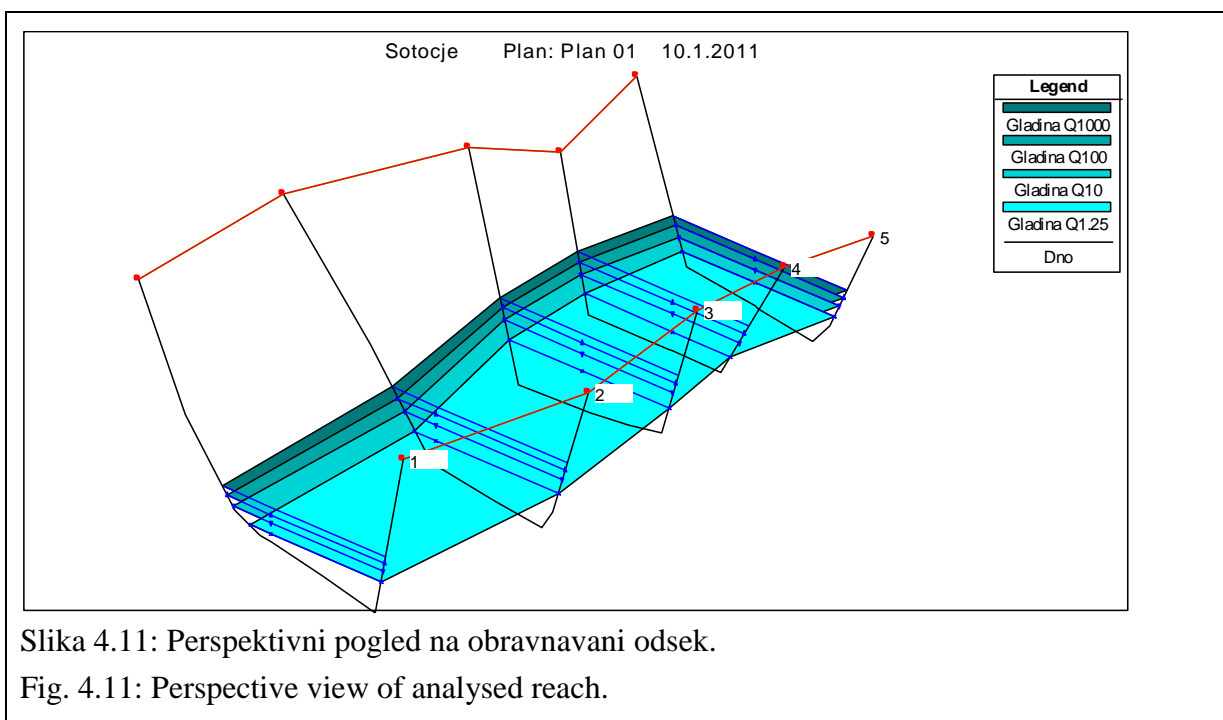 Sotocje Plan: Plan 01 10.1.2011
Legend
Gladina Q1000
Gladina Q100
Gladina Q10
Gladina Q1.25
Dno
5
4
3
2
1
Slika 4.11: Perspektivni pogled na obravnavani odsek.
Fig. 4.11: Perspective view of analysed reach.